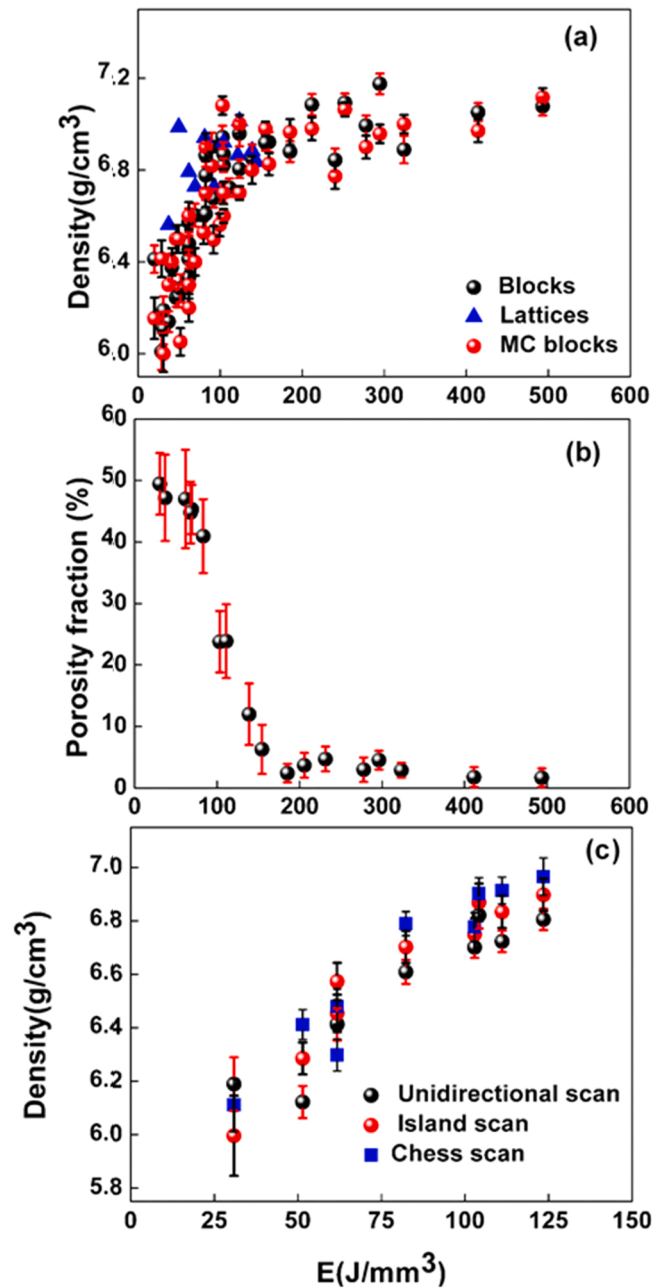 (a)
7.2
6.8
6.4
6.0
Density(g/cm3)
Blocks
Lattices
MC blocks
0 100 200 300 400 500 600
60
50
40
30
20
10
0
Porosity fraction (%)
(b)
0 100 200 300 400 500 600
(c)
7.0
6.8
6.6
6.4
6.2
6.0
5.8
Density(g/cm3)
Unidirectional scan
Island scan
Chess scan
0 25 50 75 100 125 150
E(J/mm3)